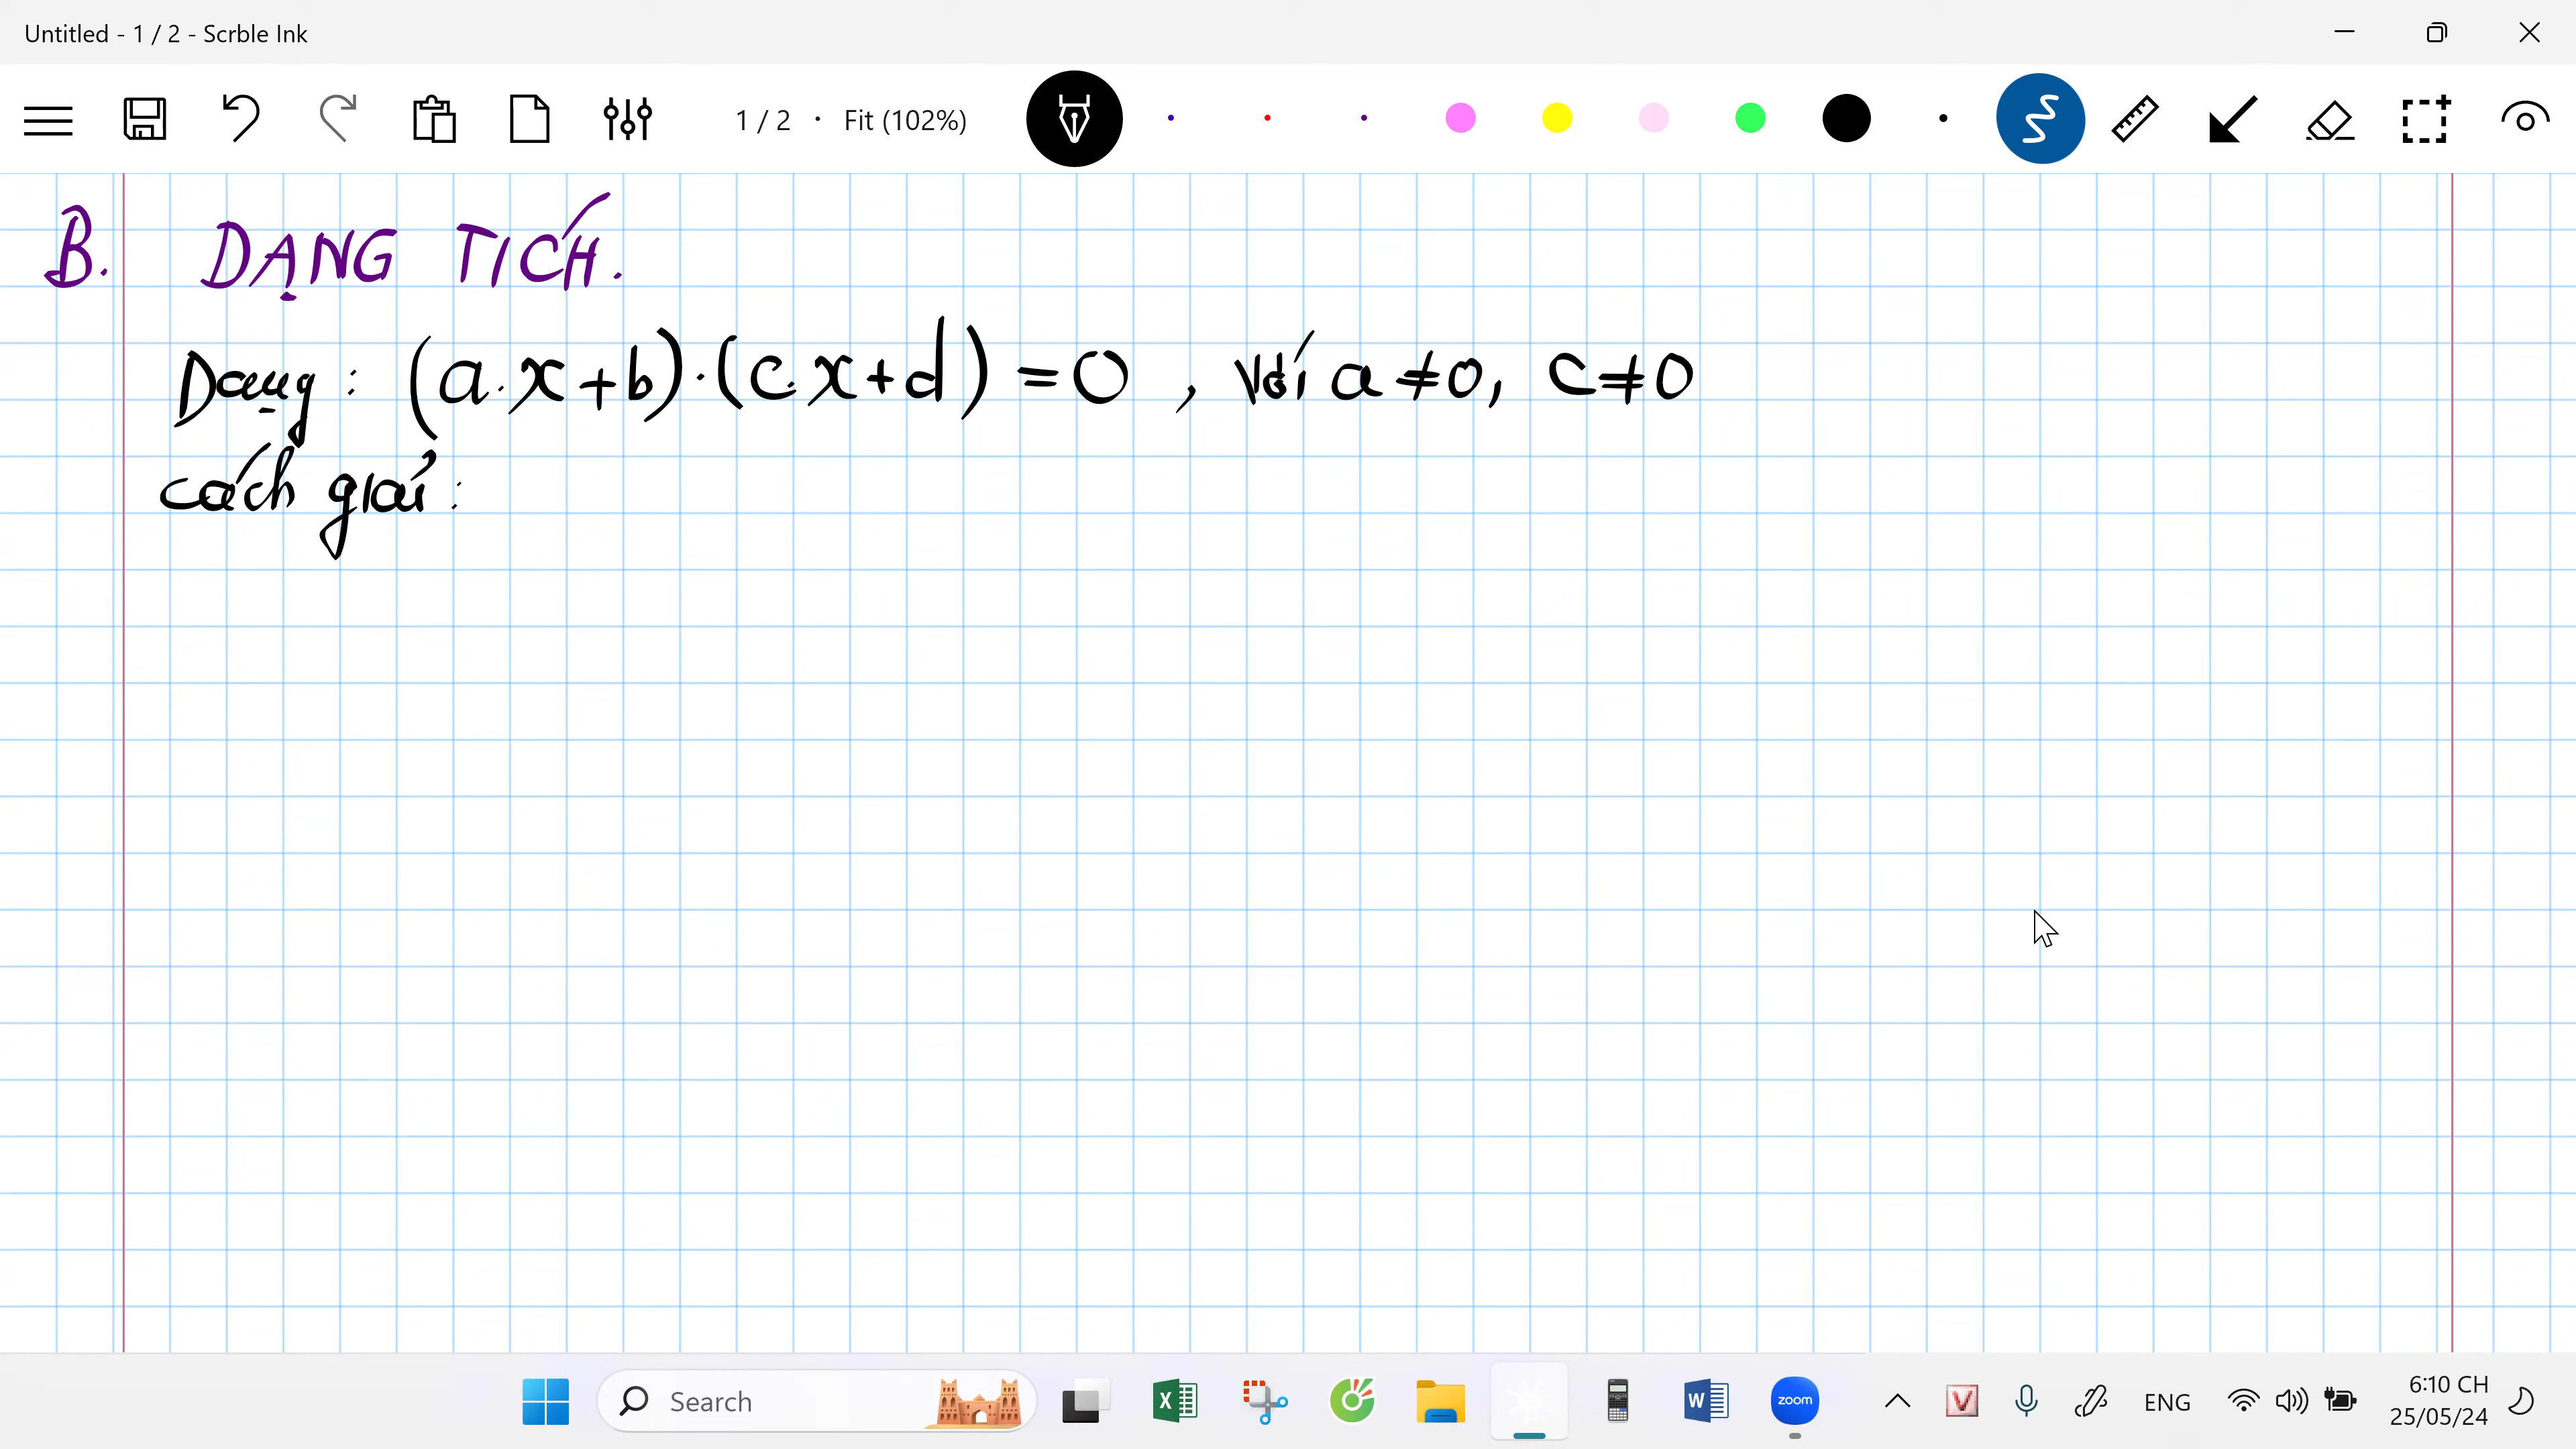 Untitled - 1 / 2 - Scrble Ink
1 / 2 · Fit (102%)
B. DẠNG TÍCH.
Dạng : (a.x+b).(c.x+d) = 0 , với a≠0, c≠0
cách giải :
Search
zoom
ENG
6:10 CH
25/05/24